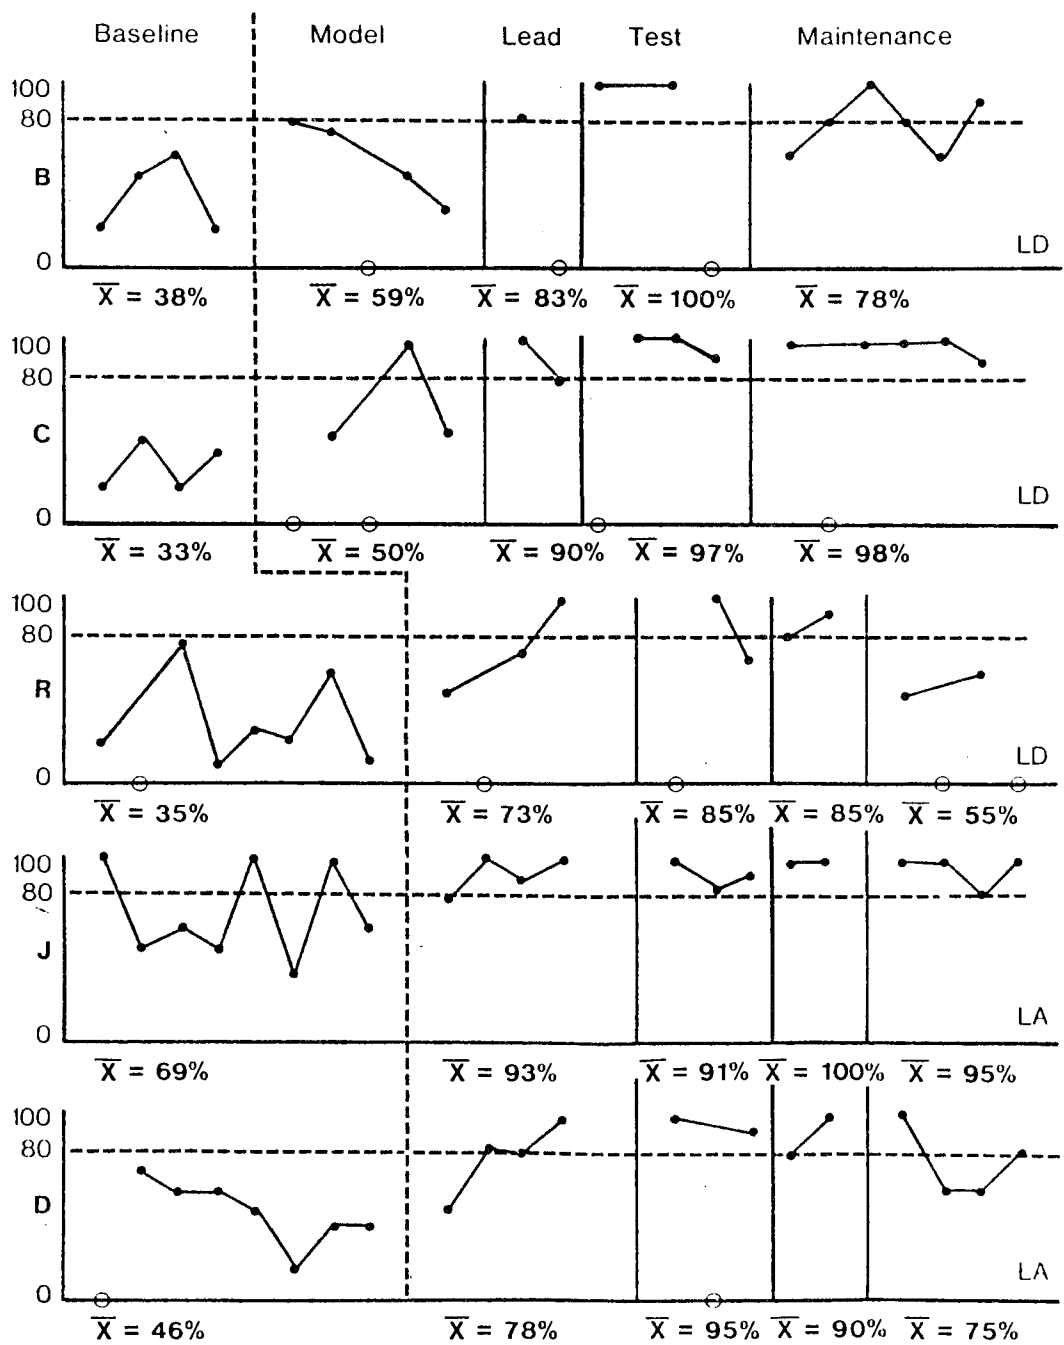 Baseline Model Lead Test Maintenance
100
80
B
0
LD
X̅ = 38% X̅ = 59% X̅ = 83% X̅ = 100% X̅ = 78%
100
80
C
0
LD
X̅ = 33% X̅ = 50% X̅ = 90% X̅ = 97% X̅ = 98%
100
80
R
0
LD
X̅ = 35% X̅ = 73% X̅ = 85% X̅ = 85% X̅ = 55%
100
80
J
0
LA
X̅ = 69% X̅ = 93% X̅ = 91% X̅ = 100% X̅ = 95%
100
80
D
0
LA
X̅ = 46% X̅ = 78% X̅ = 95% X̅ = 90% X̅ = 75%